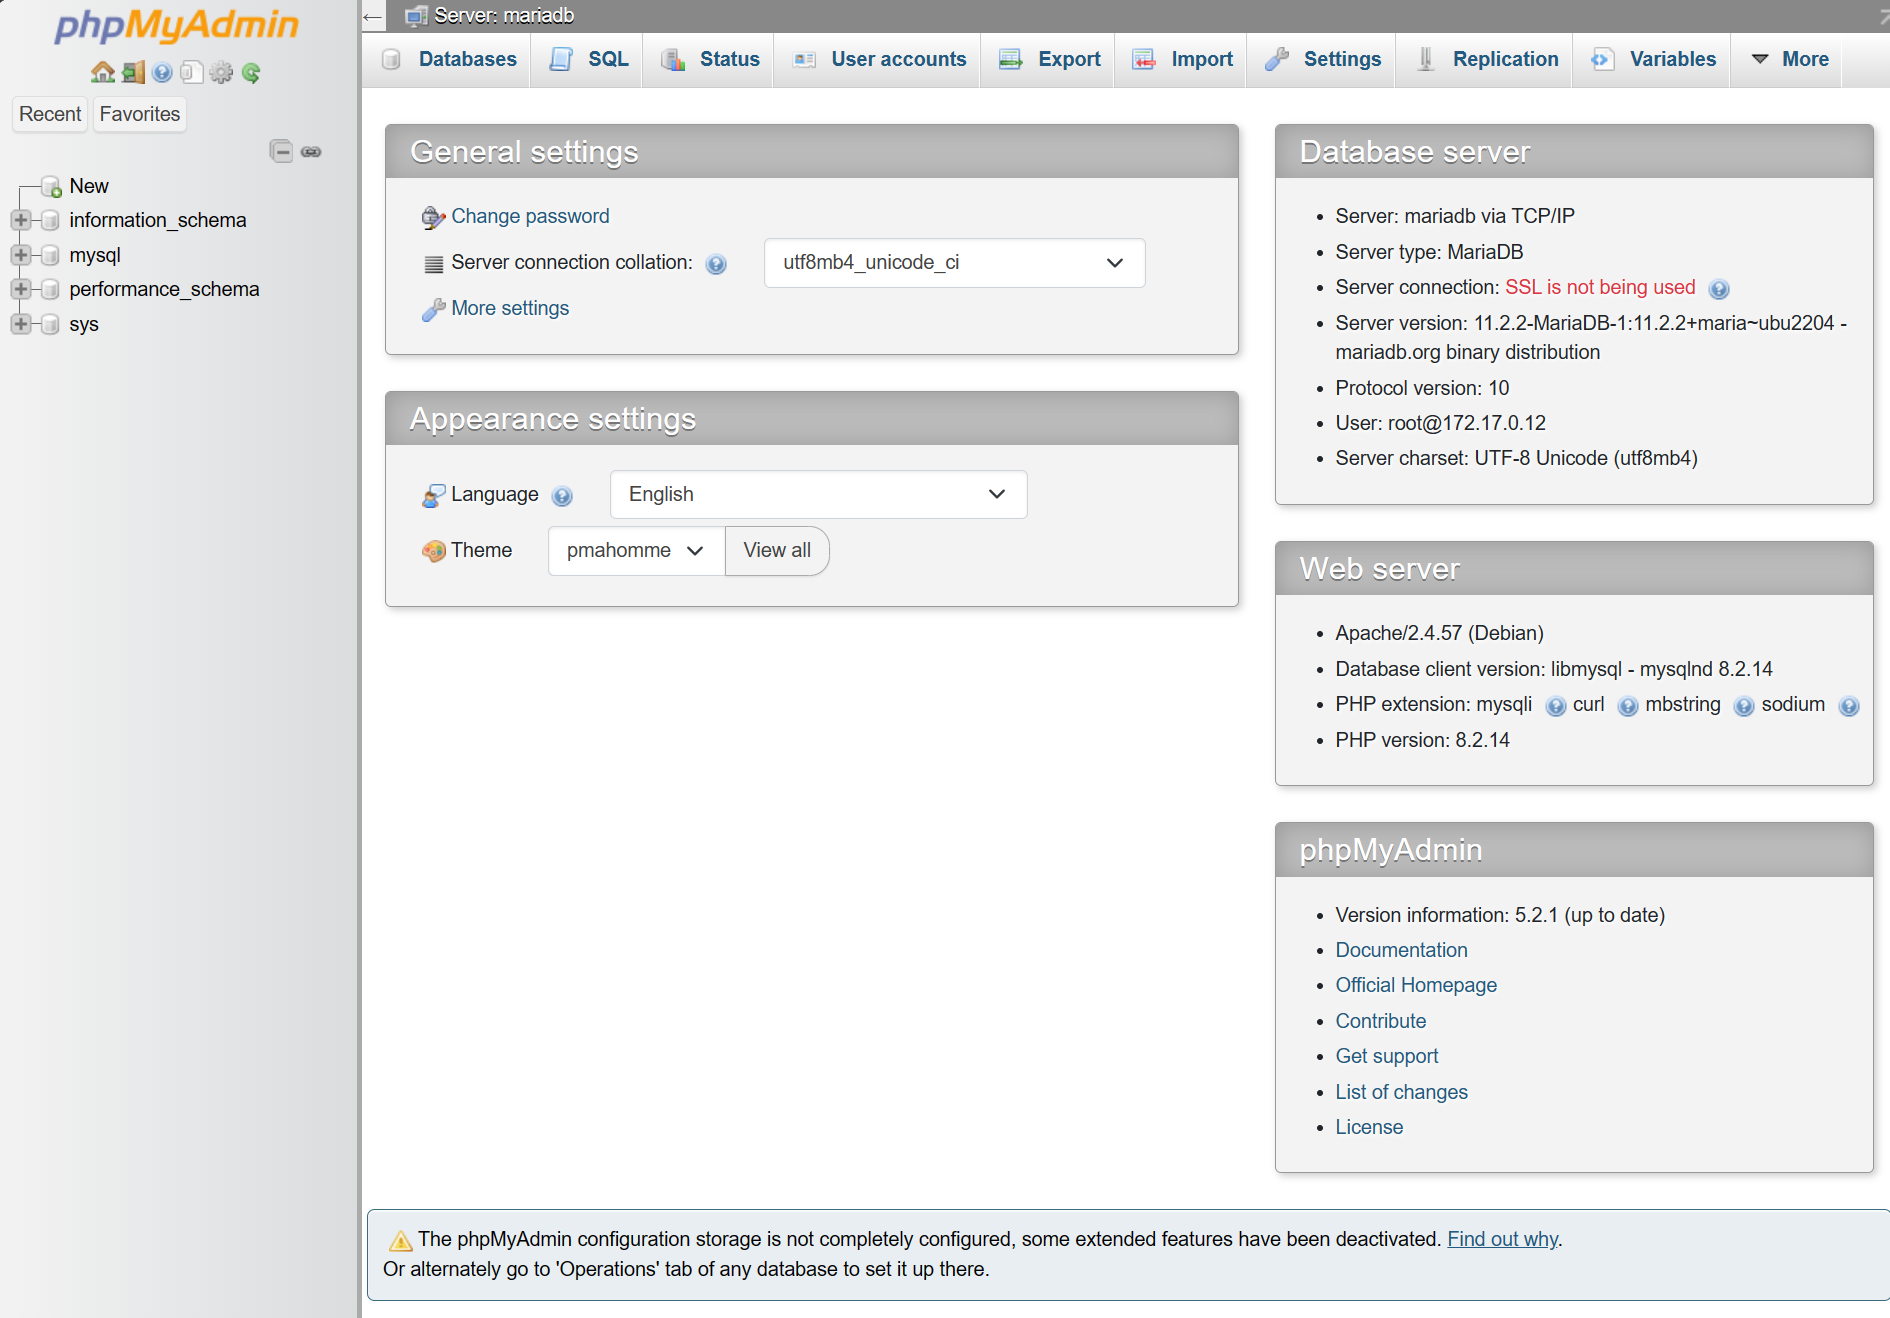 phpMyAdmin
Recent Favorites
New
information_schema
mysql
performance_schema
sys
Server: mariadb
Databases SQL Status User accounts Export Import Settings Replication Variables More
General settings
Change password
Server connection collation: utf8mb4_unicode_ci
More settings
Appearance settings
Language English
Theme pmahomme View all
Database server
Server: mariadb via TCP/IP
Server type: MariaDB
Server connection: SSL is not being used
Server version: 11.2.2-MariaDB-1:11.2.2+maria~ubu2204 -
mariadb.org binary distribution
Protocol version: 10
User: root@172.17.0.12
Server charset: UTF-8 Unicode (utf8mb4)
Web server
Apache/2.4.57 (Debian)
Database client version: libmysql - mysqlnd 8.2.14
PHP extension: mysqli curl mbstring sodium
PHP version: 8.2.14
phpMyAdmin
Version information: 5.2.1 (up to date)
Documentation
Official Homepage
Contribute
Get support
List of changes
License
The phpMyAdmin configuration storage is not completely configured, some extended features have been deactivated. Find out why.
Or alternately go to 'Operations' tab of any database to set it up there.